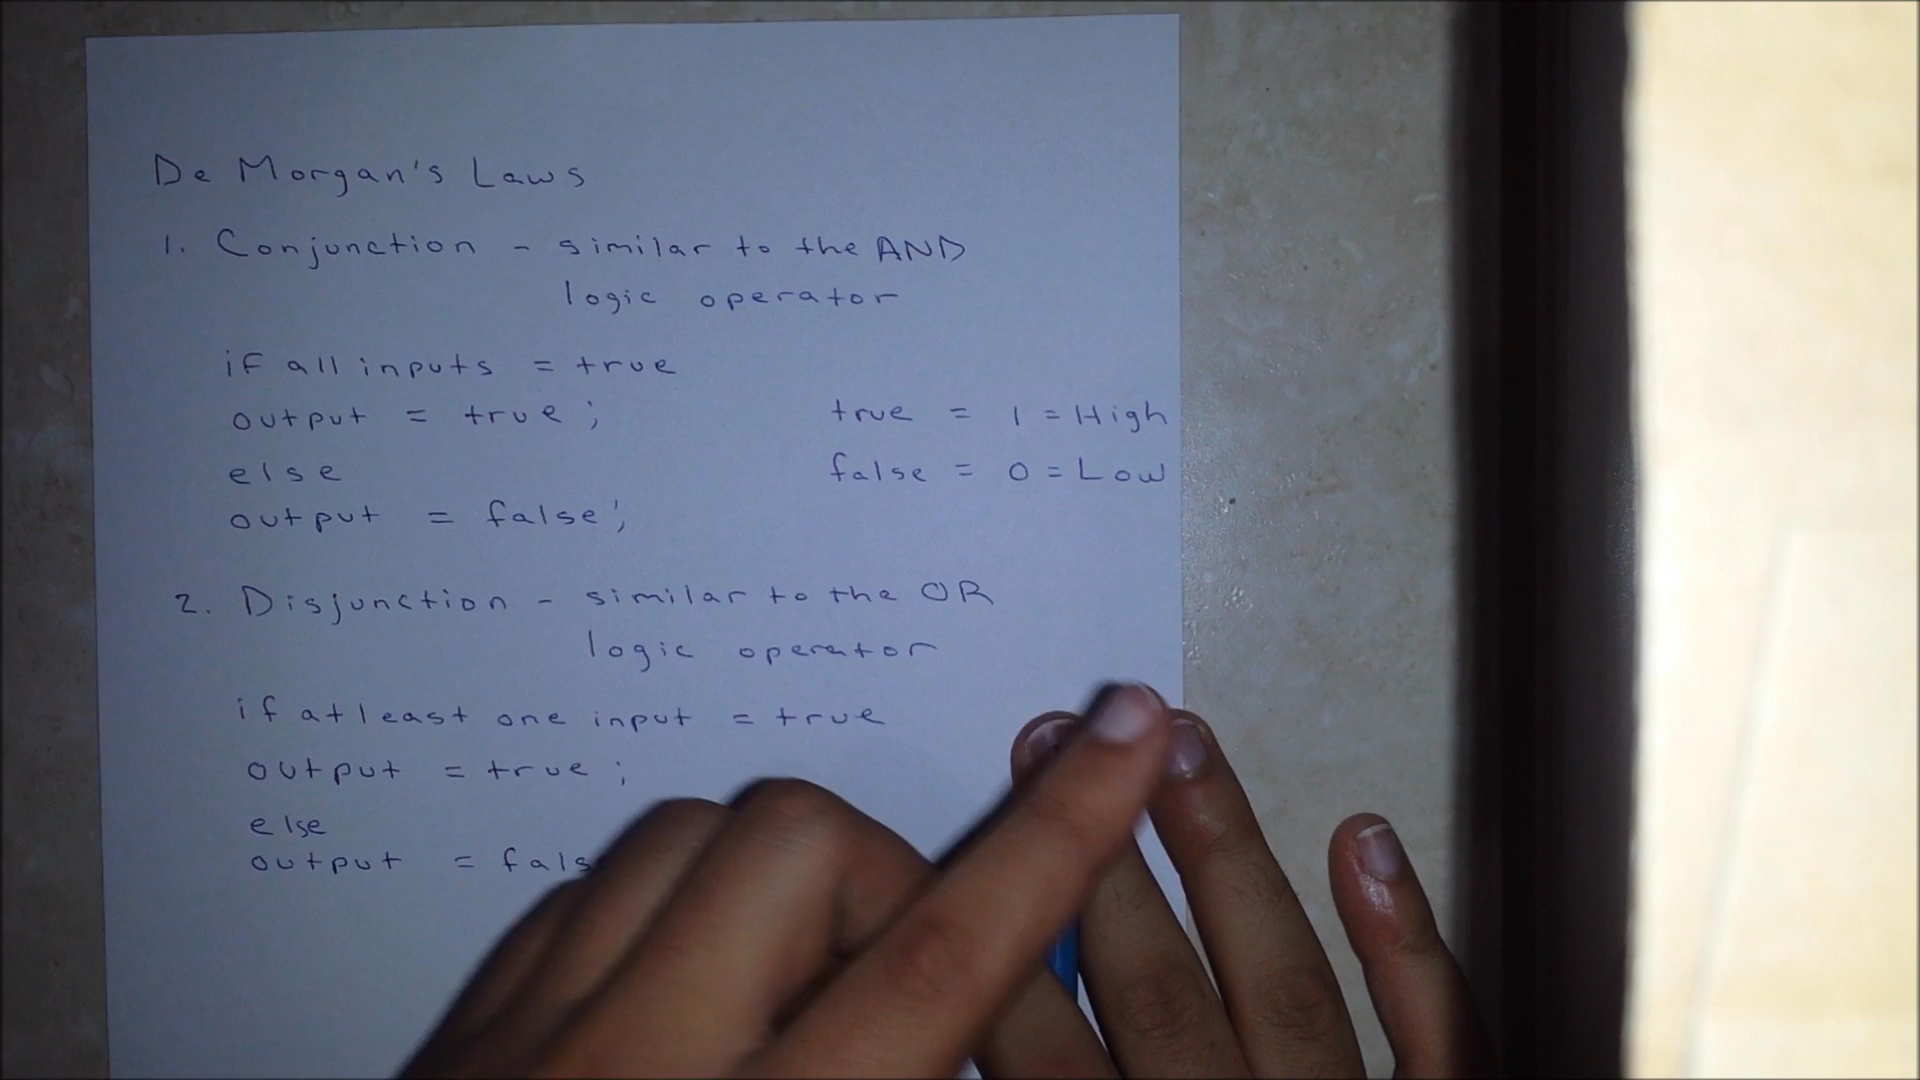 De Morgan's Laws
1. Conjunction - similar to the AND
logic operator
if all inputs = true
output = true;
else
output = false;
true = 1 = High
false = 0 = Low
2. Disjunction - similar to the OR
logic operator
if atleast one input = true
output = true;
else
output =